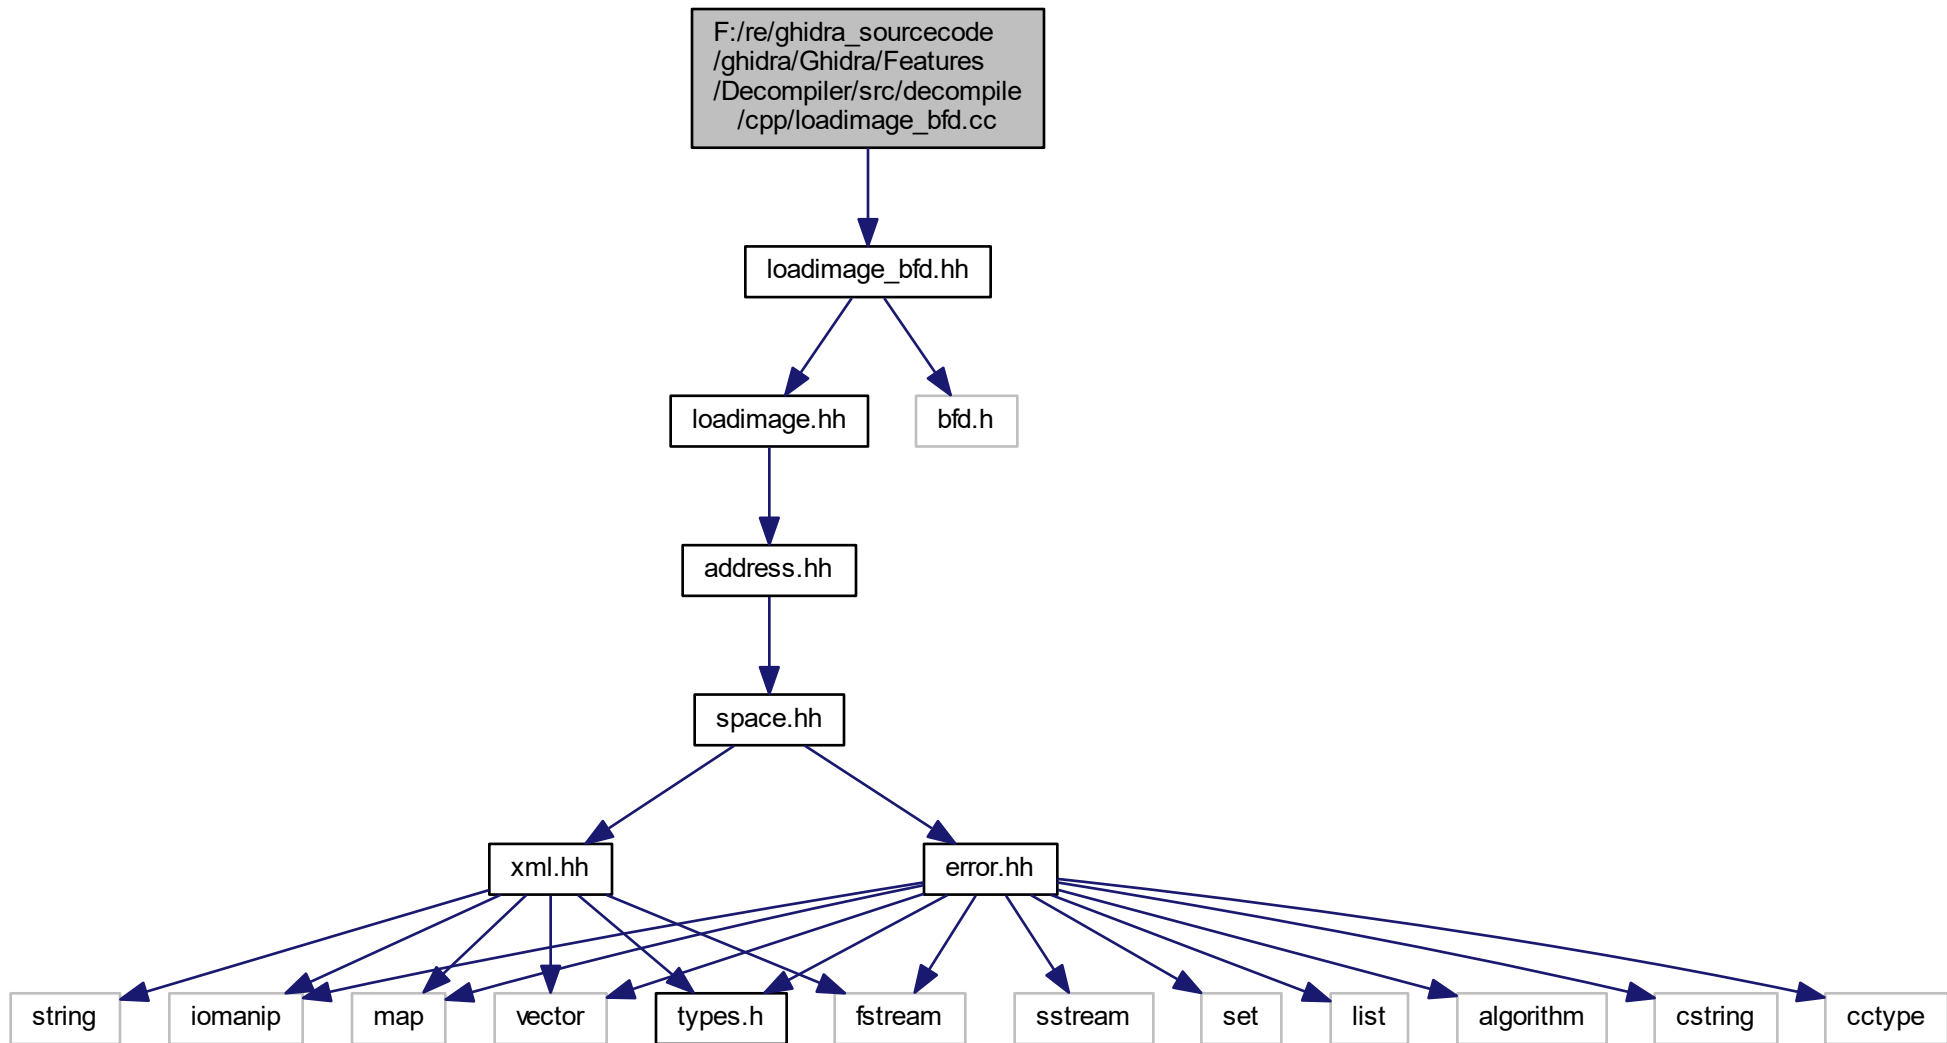 F:/re/ghidra_sourcecode
/ghidra/Ghidra/Features
/Decompiler/src/decompile
/cpp/loadimage_bfd.cc
loadimage_bfd.hh
loadimage.hh
bfd.h
address.hh
space.hh
xml.hh
error.hh
string
iomanip
map
vector
types.h
fstream
sstream
set
list
algorithm
cstring
cctype